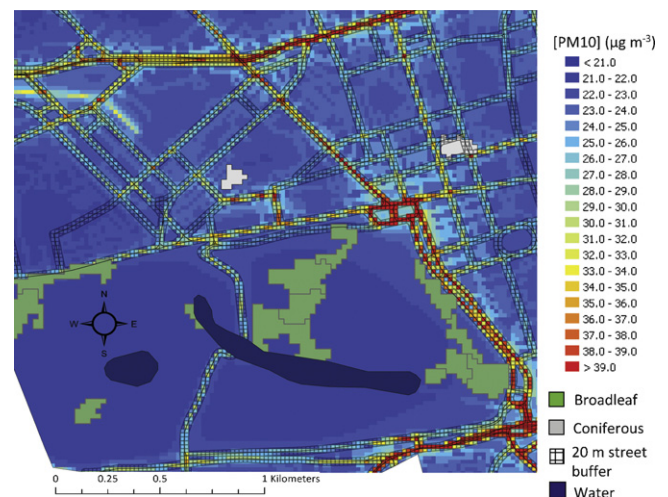 [PM10] (µg m⁻³)
< 21.0
21.0 - 22.0
22.0 - 23.0
23.0 - 24.0
24.0 - 25.0
25.0 - 26.0
26.0 - 27.0
27.0 - 28.0
28.0 - 29.0
29.0 - 30.0
30.0 - 31.0
31.0 - 32.0
32.0 - 33.0
33.0 - 34.0
34.0 - 35.0
35.0 - 36.0
36.0 - 37.0
37.0 - 38.0
38.0 - 39.0
> 39.0
Broadleaf
Coniferous
20 m street
buffer
Water
N
W E
S
0 0.25 0.5 1 Kilometers